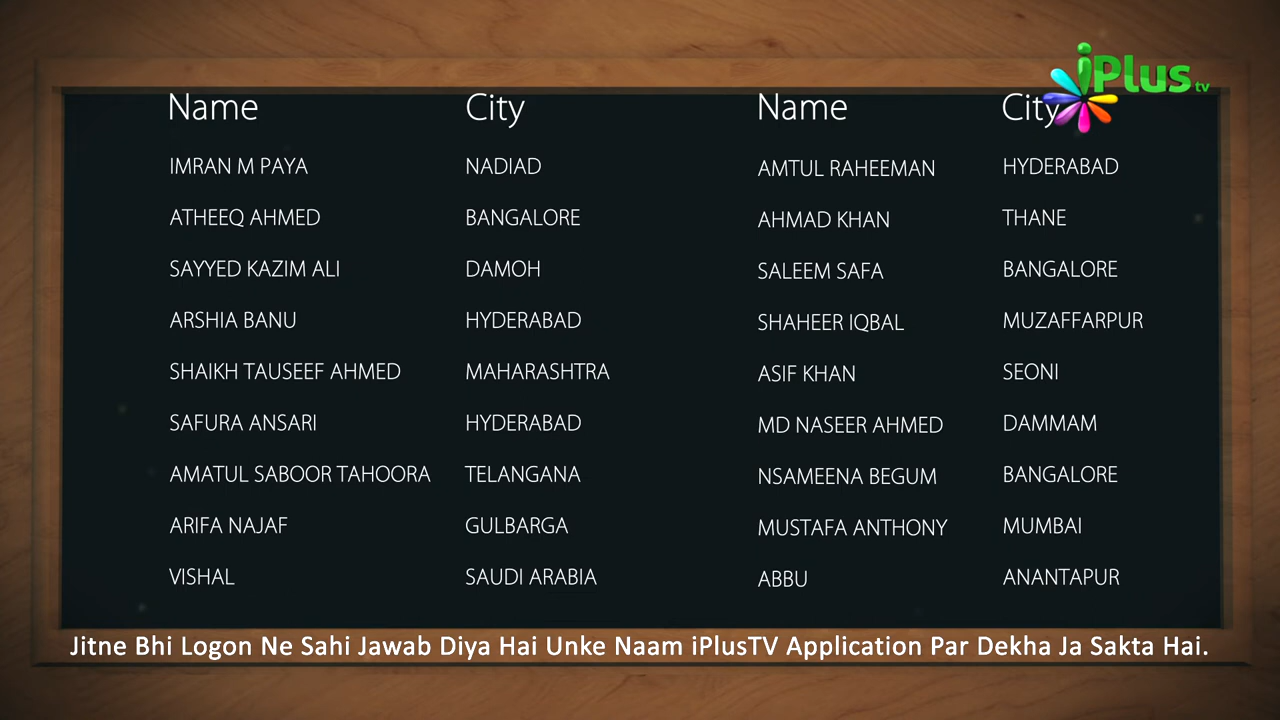 iPlus tv
Name City Name City
IMRAN M PAYA NADIAD AMTUL RAHEEMAN HYDERABAD
ATHEEQ AHMED BANGALORE AHMAD KHAN THANE
SAYYED KAZIM ALI DAMOH SALEEM SAFA BANGALORE
ARSHIA BANU HYDERABAD SHAHEER IQBAL MUZAFFARPUR
SHAIKH TAUSEEF AHMED MAHARASHTRA ASIF KHAN SEONI
SAFURA ANSARI HYDERABAD MD NASEER AHMED DAMMAM
AMATUL SABOOR TAHOORA TELANGANA NSAMEENA BEGUM BANGALORE
ARIFA NAJAF GULBARGA MUSTAFA ANTHONY MUMBAI
VISHAL SAUDI ARABIA ABBU ANANTAPUR
Jitne Bhi Logon Ne Sahi Jawab Diya Hai Unke Naam iPlusTV Application Par Dekha Ja Sakta Hai.